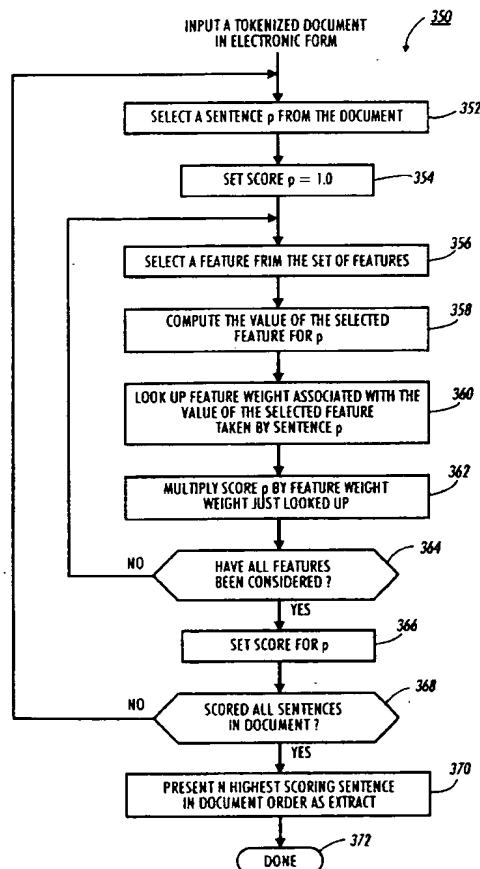 INPUT A TOKENIZED DOCUMENT
IN ELECTRONIC FORM
350
SELECT A SENTENCE p FROM THE DOCUMENT
352
SET SCORE p = 1.0
354
SELECT A FEATURE FRIM THE SET OF FEATURES
356
COMPUTE THE VALUE OF THE SELECTED
FEATURE FOR p
358
LOOK UP FEATURE WEIGHT ASSOCIATED WITH THE
VALUE OF THE SELECTED FEATURE
TAKEN BY SENTENCE p
360
MULTIPLY SCORE p BY FEATURE WEIGHT
WEIGHT JUST LOOKED UP
362
HAVE ALL FEATURES
BEEN CONSIDERED ?
364
NO
YES
SET SCORE FOR p
366
SCORED ALL SENTENCES
IN DOCUMENT ?
368
NO
YES
PRESENT N HIGHEST SCORING SENTENCE
IN DOCUMENT ORDER AS EXTRACT
370
DONE
372